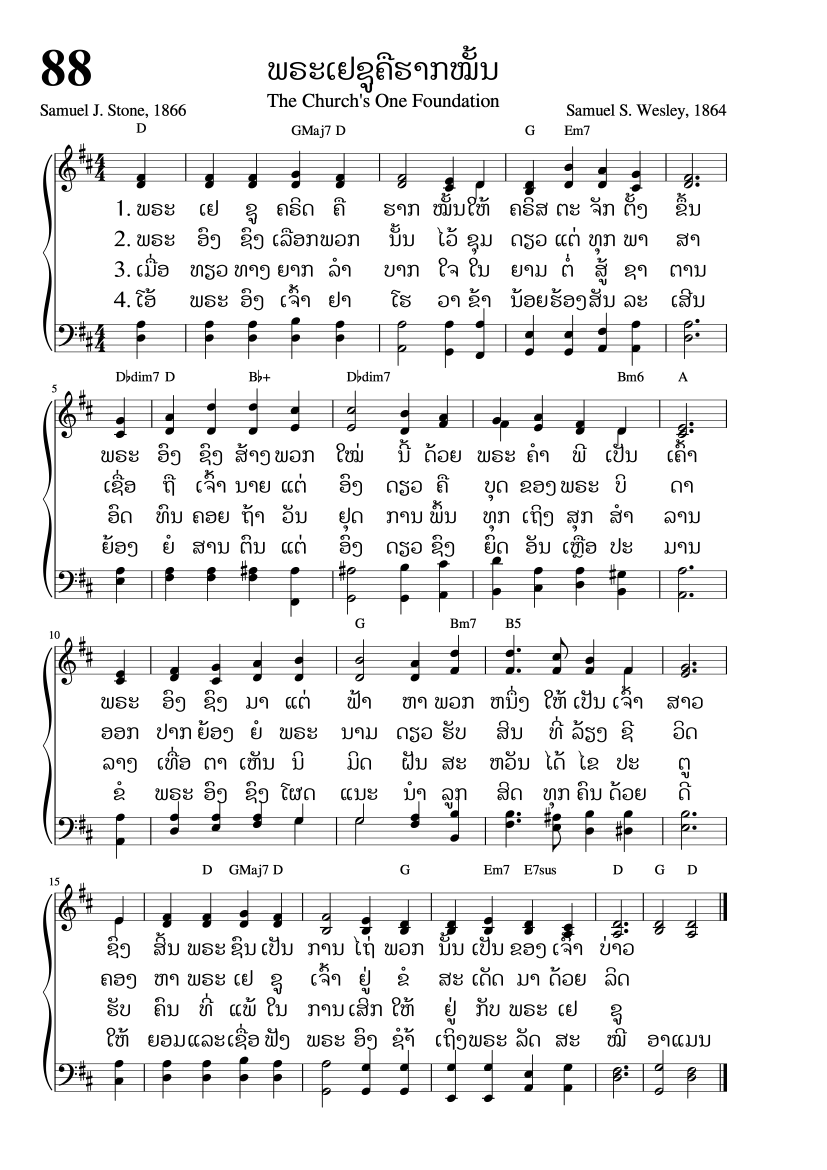 88
ພຣະເຢຊູຄືຮາກໝັ້ນ
The Church's One Foundation
Samuel J. Stone, 1866
Samuel S. Wesley, 1864
D GMaj7 D G Em7
1. ພຣະ ເຢ ຊູ ຄຣິດ ຄື ຮາກ ໝັ້ນໃຫ້ ຄຣິສ ຕະ ຈັກ ຕັ້ງ ຂຶ້ນ
2. ພຣະ ອົງ ຊົງ ເລືອກພວກ ນັ້ນ ໄວ້ ຊຸມ ດຽວ ແຕ່ ທຸກ ພາ ສາ
3. ເມື່ອ ທຽວ ທາງ ຍາກ ລຳ ບາກ ໃຈ ໃນ ຍາມ ຕໍ່ ສູ້ ຊາ ຕານ
4. ໂອ້ ພຣະ ອົງ ເຈົ້າ ຢາ ໂຮ ວາ ຂ້າ ນ້ອຍຮ້ອງສັນ ລະ ເສີນ
5 D♭dim7 D B♭+ D♭dim7 Bm6 A
ພຣະ ອົງ ຊົງ ສ້າງ ພວກ ໃໝ່ ນີ້ ດ້ວຍ ພຣະ ຄຳ ພີ ເປັນ ເຄົ້າ
ເຊື່ອ ຖື ເຈົ້າ ນາຍ ແຕ່ ອົງ ດຽວ ຄື ບຸດ ຂອງ ພຣະ ບິ ດາ
ອົດ ທົນ ຄອຍ ຖ້າ ວັນ ຢຸດ ການ ພົ້ນ ທຸກ ເຖິງ ສຸກ ສຳ ລານ
ຍ້ອງ ຍໍ ສານ ຕົນ ແຕ່ ອົງ ດຽວ ຊົງ ຍົດ ອັນ ເຫຼືອ ປະ ມານ
10 G Bm7 B5
ພຣະ ອົງ ຊົງ ມາ ແຕ່ ຟ້າ ຫາ ພວກ ຫນຶ່ງ ໃຫ້ ເປັນ ເຈົ້າ ສາວ
ອອກ ປາກ ຍ້ອງ ຍໍ ພຣະ ນາມ ດຽວ ຮັບ ສິນ ທີ່ ລ້ຽງ ຊີ ວິດ
ລາງ ເທື່ອ ຕາ ເຫັນ ນິ ມິດ ຝັນ ສະ ຫວັນ ໄດ້ ໄຂ ປະ ຕູ
ຂໍ ພຣະ ອົງ ຊົງ ໂຜດ ແນະ ນຳ ລູກ ສິດ ທຸກ ຄົນ ດ້ວຍ ດີ
15 D GMaj7 D G Em7 E7sus D G D
ຊຶ່ງ ສິ້ນ ພຣະ ຊົນ ເປັນ ການ ໄຖ່ ພວກ ນັ້ນ ເປັນ ຂອງ ເຈົ້າ ບ່າວ
ຄອງ ຫາ ພຣະ ເຢ ຊູ ເຈົ້າ ຢູ່ ຂໍ ສະ ເດັດ ມາ ດ້ວຍ ລິດ
ຮັບ ຄົນ ທີ່ ແພ້ ໃນ ການ ເສິກ ໃຫ້ ຢູ່ ກັບ ພຣະ ເຢ ຊູ
ໃຫ້ ຍອມແລະເຊື່ອ ຟັງ ພຣະ ອົງ ຊ້ຳ ເຖິງພຣະ ລັດ ສະ ໝີ ອາແມນ